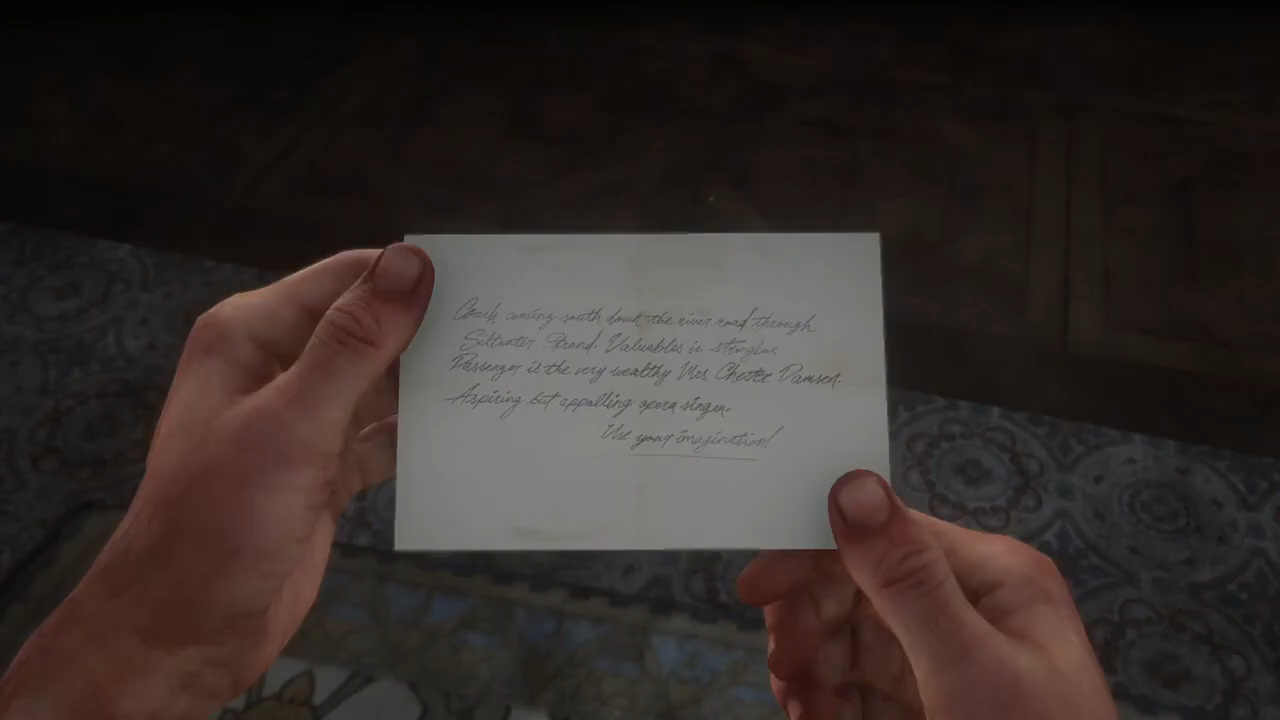 Coach coming south down the river road through
Siltwater Strand. Valuables in strongbox
Passenger is the very wealthy Mrs. Chester Damsen.
Aspiring but appalling opera singer.
Use your imagination!